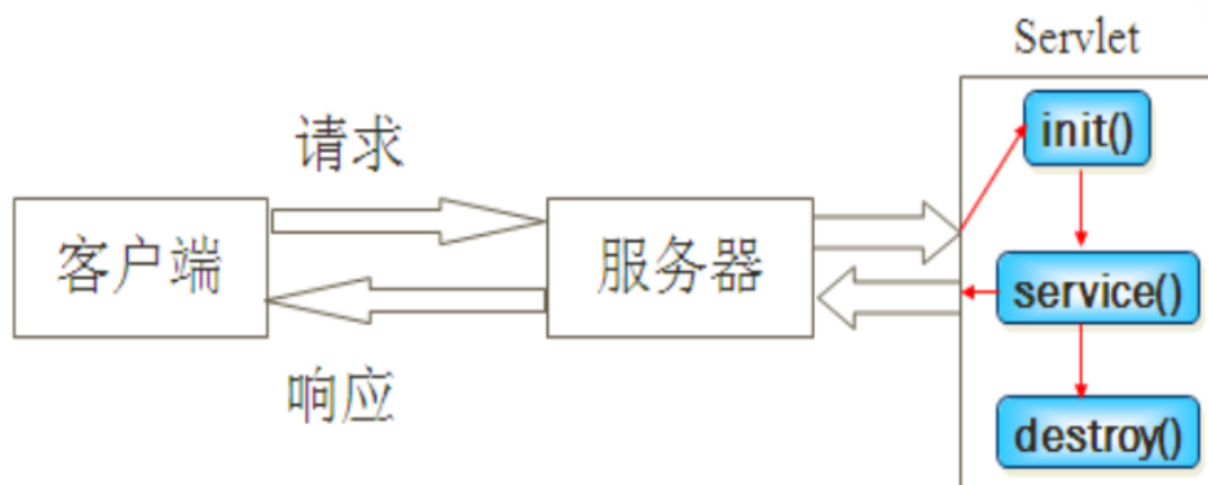 Servlet
init()
请求
客户端
服务器
service()
响应
destroy()